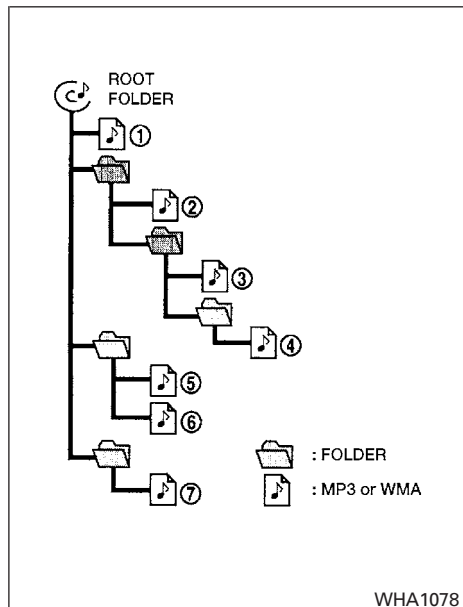 ROOT
FOLDER
①
②
③
④
⑤
⑥
⑦
: FOLDER
: MP3 or WMA
WHA1078